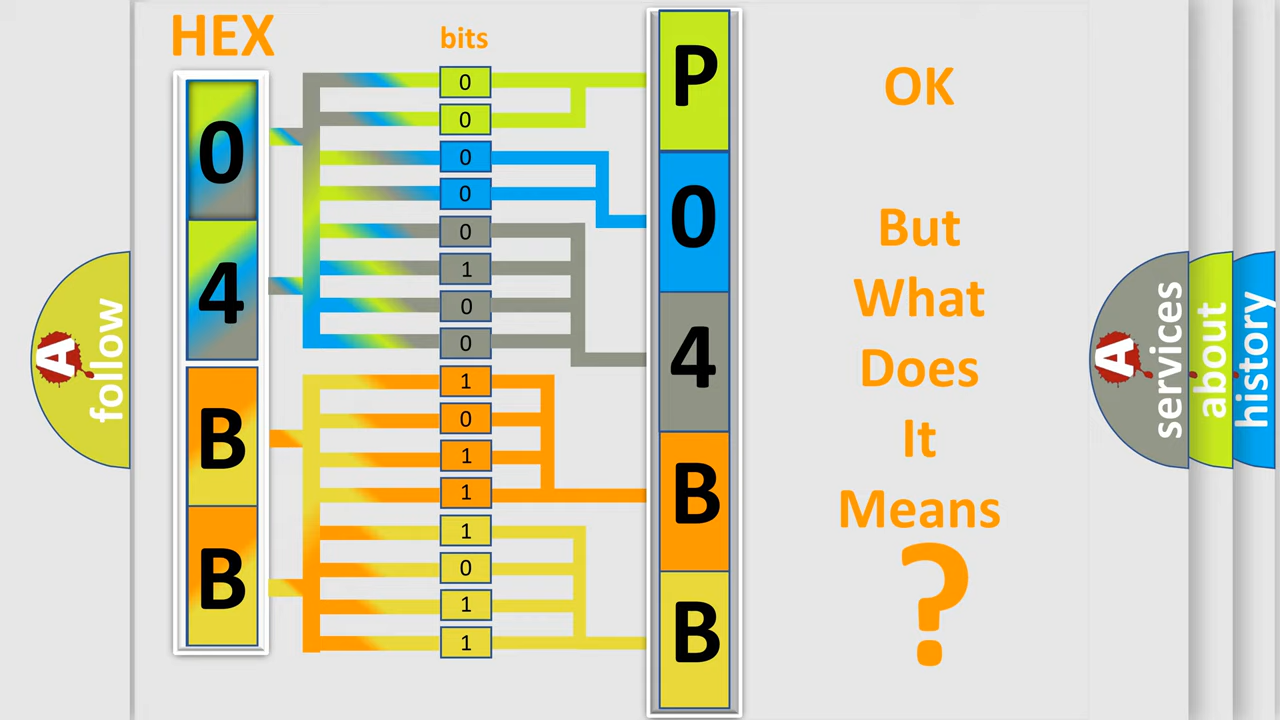 HEX
bits
0
4
B
B
0
0
0
0
0
1
0
0
1
0
1
1
1
0
1
1
P
0
4
B
B
OK
But
What
Does
It
Means
?
A
follow
A
services
about
history